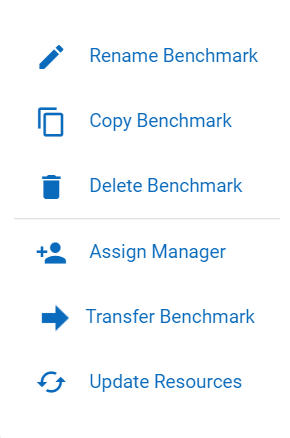 Rename Benchmark
Copy Benchmark
Delete Benchmark
Assign Manager
Transfer Benchmark
Update Resources